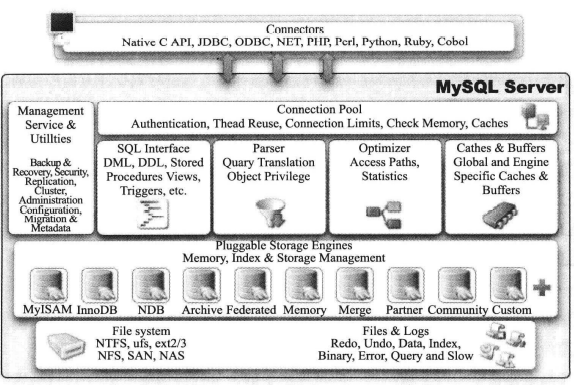 Connectors
Native C API, JDBC, ODBC, NET, PHP, Perl, Python, Ruby, Cobol
MySQL Server
Management
Service &
Utillties
Backup &
Recovery, Security,
Replication,
Cluster,
Administration
Configuration,
Migration &
Metadata
Connection Pool
Authentication, Thead Reuse, Connection Limits, Check Memory, Caches
SQL Interface
DML, DDL, Stored
Procedures Views,
Triggers, etc.
Parser
Quary Translation
Object Privilege
Optimizer
Access Paths,
Statistics
Cathes & Buffers
Global and Engine
Specific Caches &
Buffers
Pluggable Storage Engines
Memory, Index & Storage Management
MyISAM InnoDB NDB Archive Federated Memory Merge Partner Community Custom
File system
NTFS, ufs, ext2/3
NFS, SAN, NAS
Files & Logs
Redo, Undo, Data, Index,
Binary, Error, Query and Slow